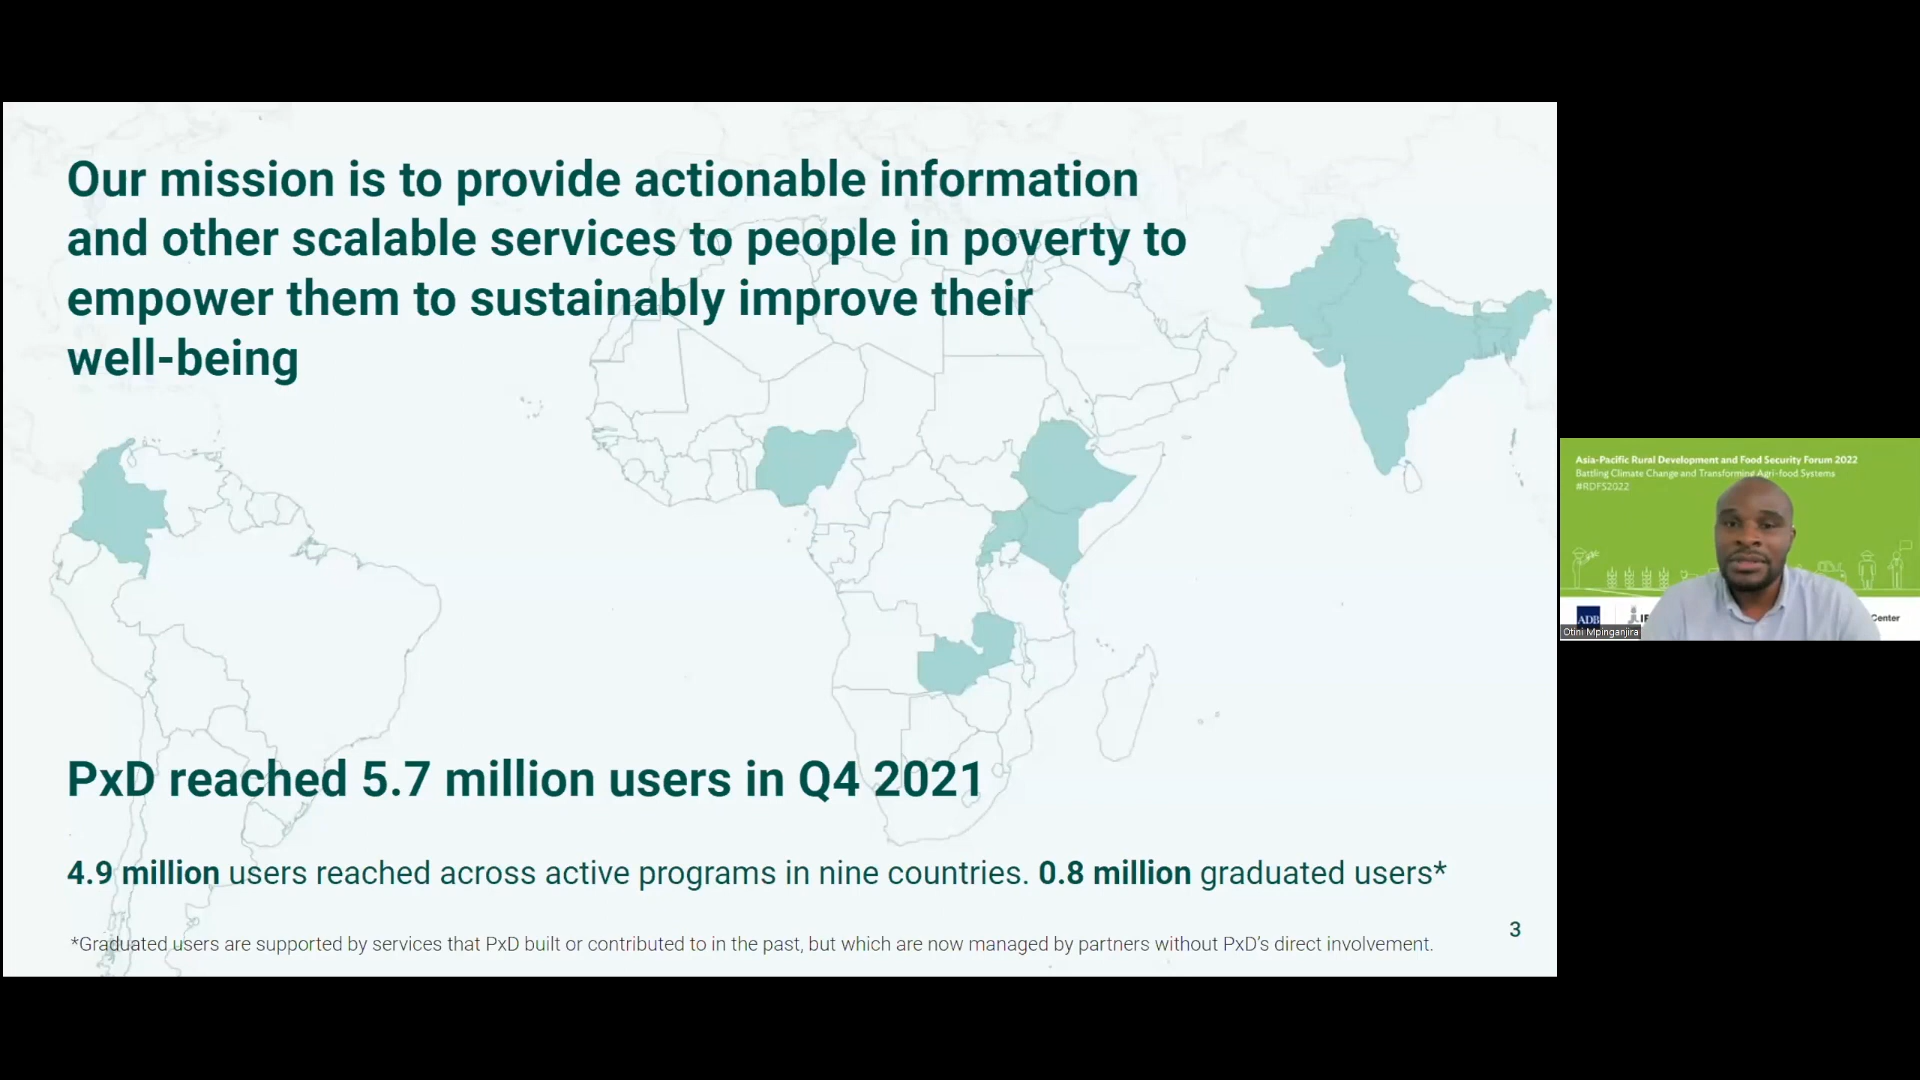 Our mission is to provide actionable information
and other scalable services to people in poverty to
empower them to sustainably improve their
well-being
PxD reached 5.7 million users in Q4 2021
4.9 million users reached across active programs in nine countries. 0.8 million graduated users*
*Graduated users are supported by services that PxD built or contributed to in the past, but which are now managed by partners without PxD's direct involvement.
3
Asia-Pacific Rural Development and Food Security Forum 2022
Battling Climate Change and Transforming Agri-food Systems
#RDFS2022
ADB
Center
Otini Mpinganjira